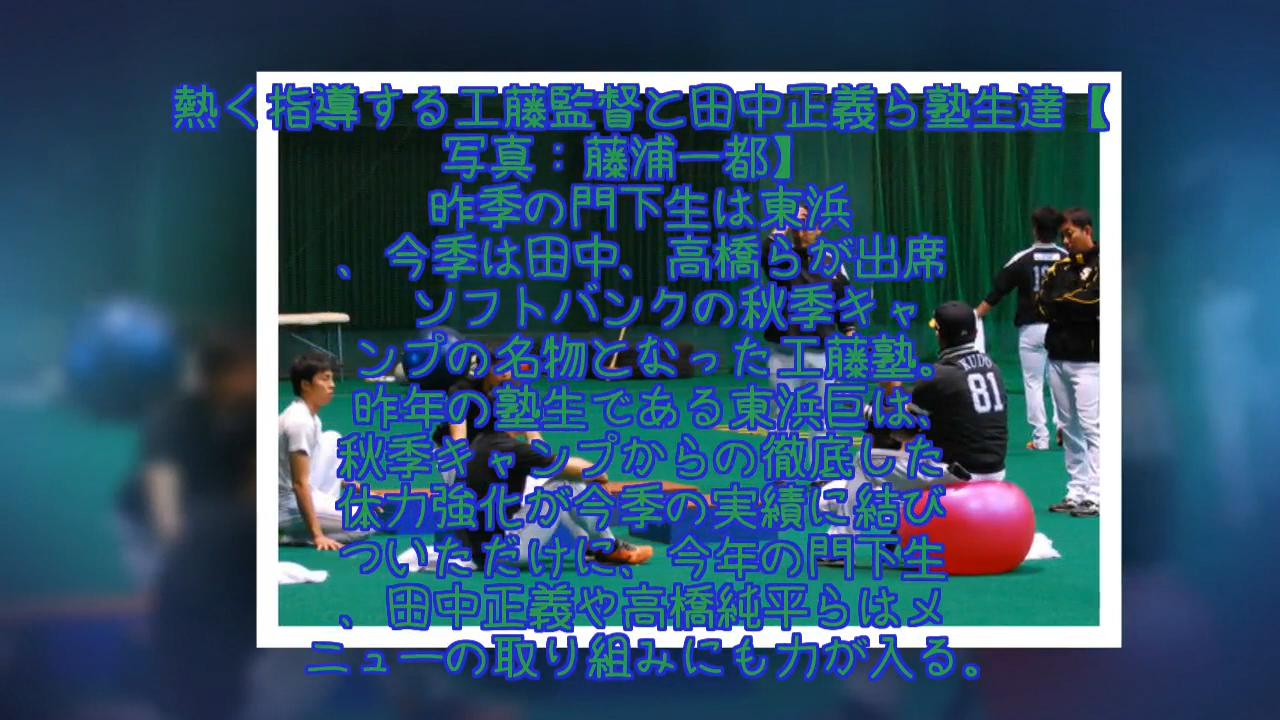 熱く指導する工藤監督と田中正義ら塾生達【
写真：藤浦一都】
昨季の門下生は東浜
、今季は田中、高橋らが出席
ソフトバンクの秋季キャ
ンプの名物となった工藤塾。
昨年の塾生である東浜巨は、
秋季キャンプからの徹底した
体力強化が今季の実績に結び
ついただけに、今年の門下生
、田中正義や高橋純平らはメ
ニューの取り組みにも力が入る。
KUDO
81